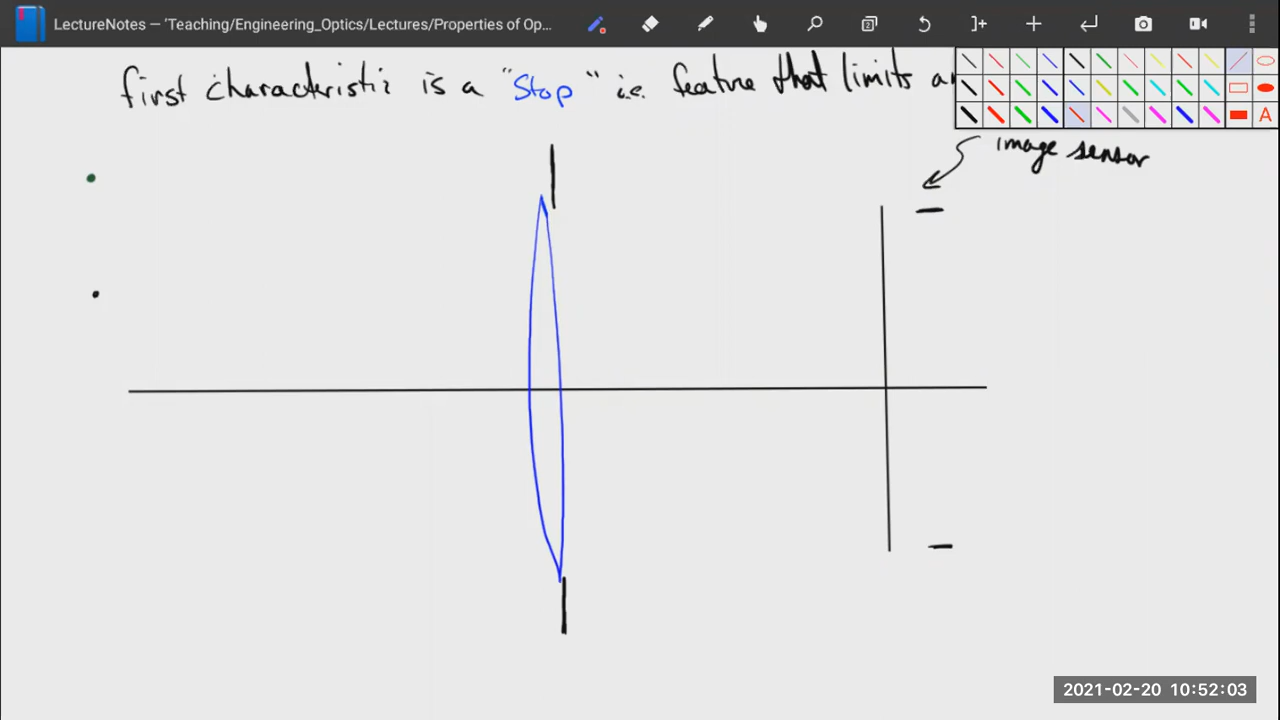 LectureNotes — 'Teaching/Engineering_Optics/Lectures/Properties of Op...
first characteristic is a "Stop" i.e. feature that limits
image sensor
A
2021-02-20 10:52:03